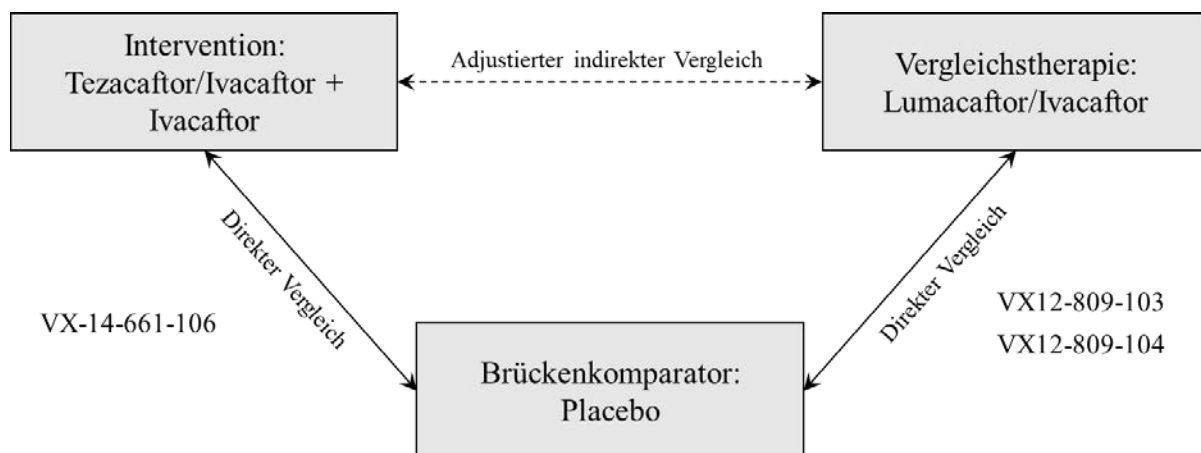 Intervention:
Tezacaftor/Ivacaftor +
Ivacaftor
Adjustierter indirekter Vergleich
Vergleichstherapie:
Lumacaftor/Ivacaftor
Direkter Vergleich
Direkter Vergleich
VX-14-661-106
VX12-809-103
VX12-809-104
Brückenkomparator:
Placebo